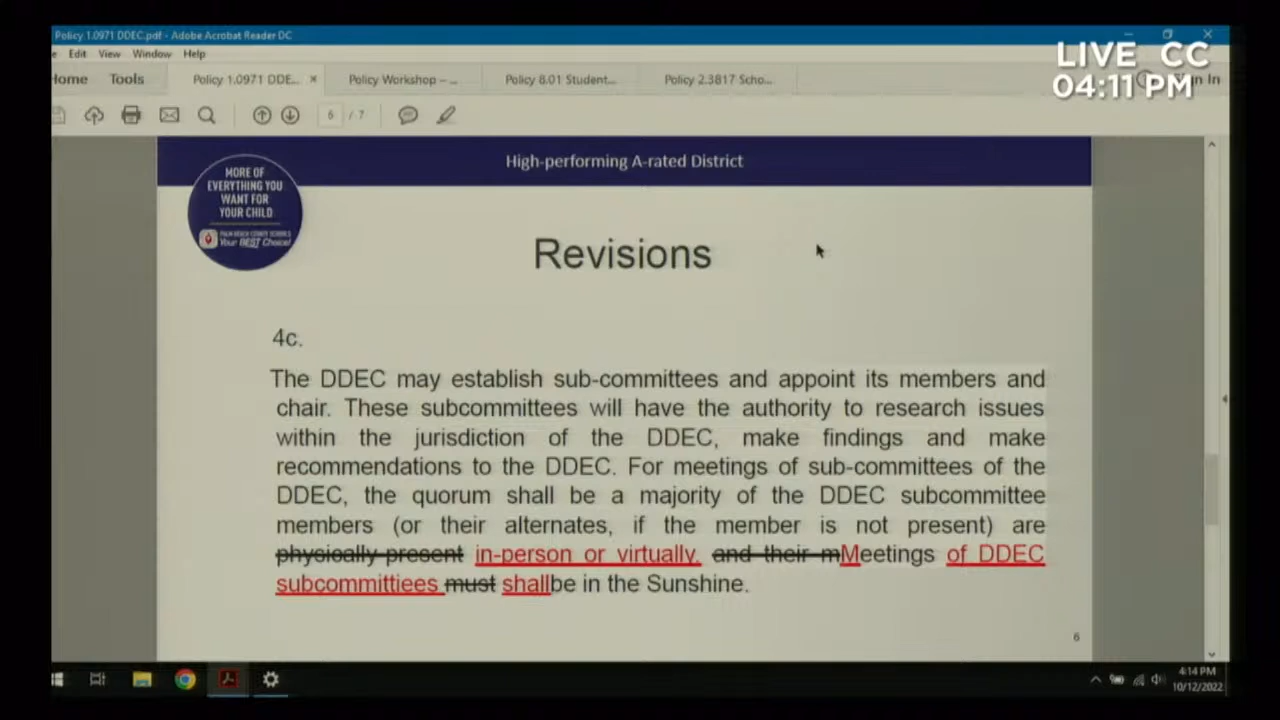 Policy 1.0971 DDEC.pdf - Adobe Acrobat Reader DC
Edit View Window Help
LIVE CC
04:11 PM
Home Tools Policy 1.0971 DDE... × Policy Workshop – ... Policy 8.01 Student... Policy 2.3817 Scho... Sign In
6 / 7
High-performing A-rated District
MORE OF
EVERYTHING YOU
WANT FOR
YOUR CHILD
PALM BEACH COUNTY SCHOOLS
Your BEST Choice!
Revisions
4c.
The DDEC may establish sub-committees and appoint its members and
chair. These subcommittees will have the authority to research issues
within the jurisdiction of the DDEC, make findings and make
recommendations to the DDEC. For meetings of sub-committees of the
DDEC, the quorum shall be a majority of the DDEC subcommittee
members (or their alternates, if the member is not present) are
physically present in-person or virtually. and their mMeetings of DDEC
subcommittiees must shallbe in the Sunshine.
6
4:14 PM
10/12/2022